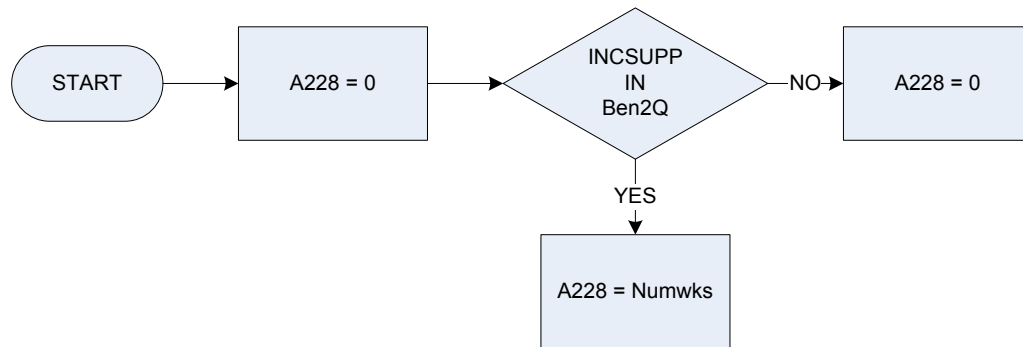 START
A228 = 0
INCSUPP
IN
Ben2Q
NO
A228 = 0
YES
A228 = Numwks